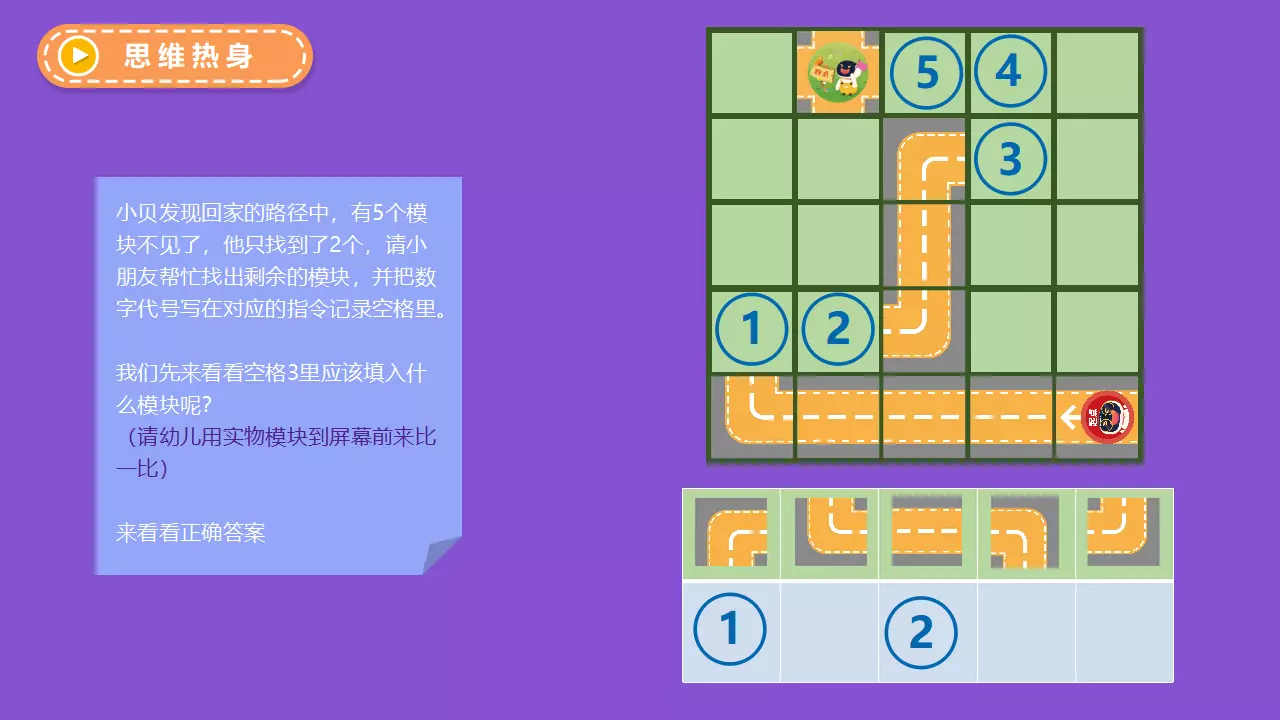 思维热身
小贝发现回家的路径中，有5个模
块不见了，他只找到了2个，请小
朋友帮忙找出剩余的模块，并把数
字代号写在对应的指令记录空格里。
我们先来看看空格3里应该填入什
么模块呢？
（请幼儿用实物模块到屏幕前来比
一比）
来看看正确答案
5
4
3
1
2
1
2